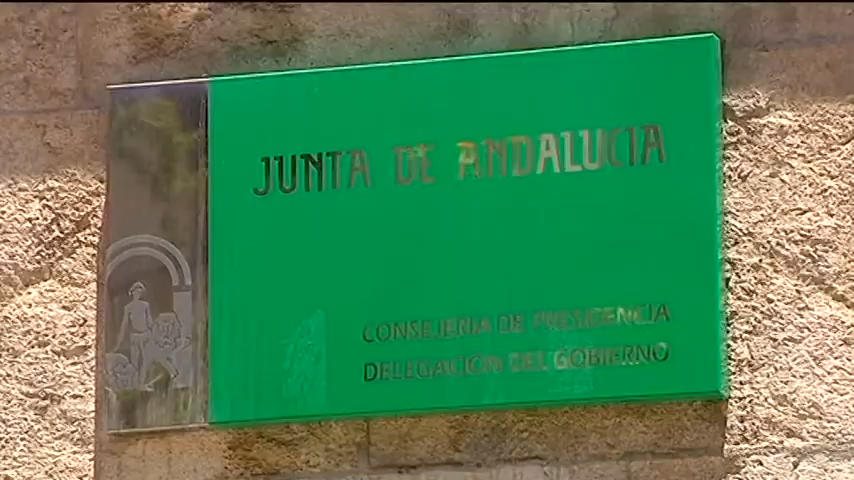 JUNTA DE ANDALUCIA
CONSEJERIA DE PRESIDENCIA
DELEGACION DEL GOBIERNO